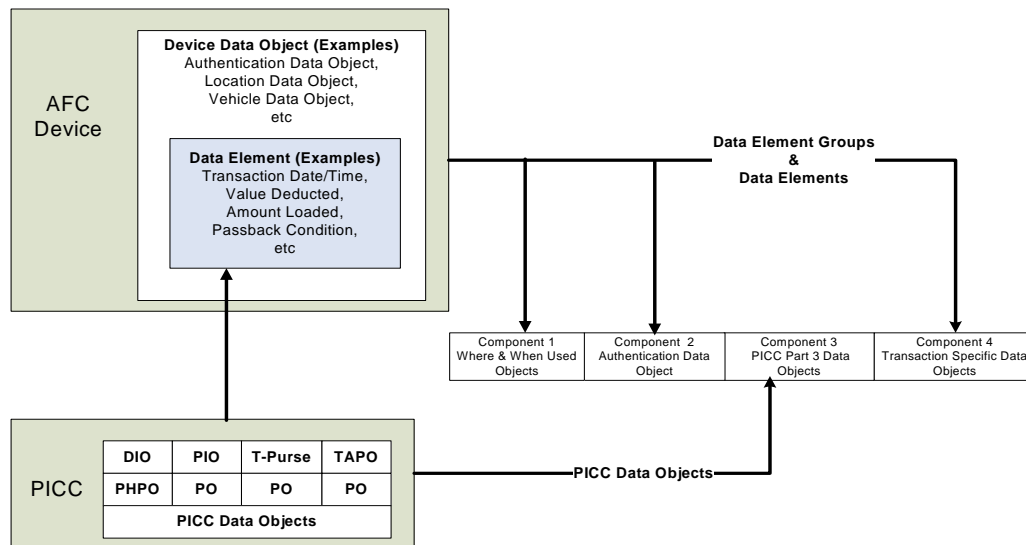 AFC
Device
Device Data Object (Examples)
Authentication Data Object,
Location Data Object,
Vehicle Data Object,
etc
Data Element (Examples)
Transaction Date/Time,
Value Deducted,
Amount Loaded,
Passback Condition,
etc
Data Element Groups
&
Data Elements
Component 1
Where & When Used
Objects
Component 2
Authentication Data
Object
Component 3
PICC Part 3 Data
Objects
Component 4
Transaction Specific Data
Objects
PICC
DIO PIO T-Purse TAPO
PHPO PO PO PO
PICC Data Objects
PICC Data Objects